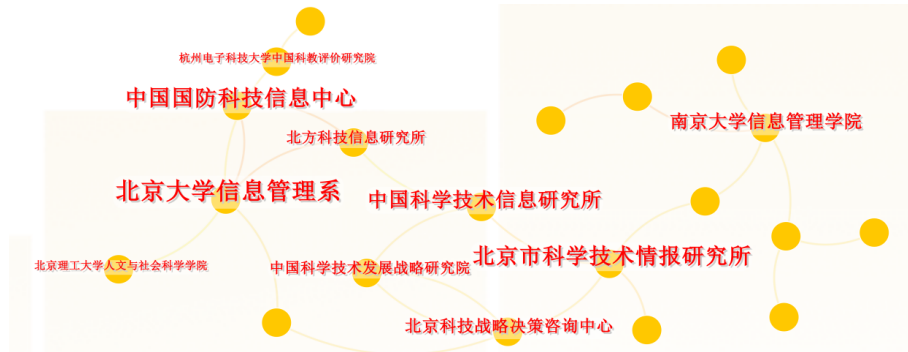 杭州电子科技大学中国科教评价研究院
中国国防科技信息中心
南京大学信息管理学院
北方科技信息研究所
北京大学信息管理系
中国科学技术信息研究所
北京市科学技术情报研究所
北京理工大学人文与社会科学学院
中国科学技术发展战略研究院
北京科技战略决策咨询中心